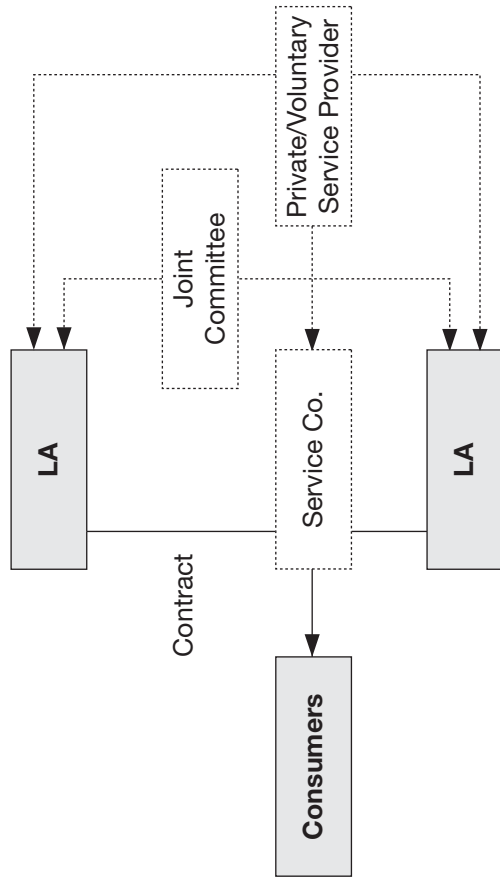 LA
Contract
Joint
Committee
Consumers
Service Co.
Private/Voluntary
Service Provider
LA